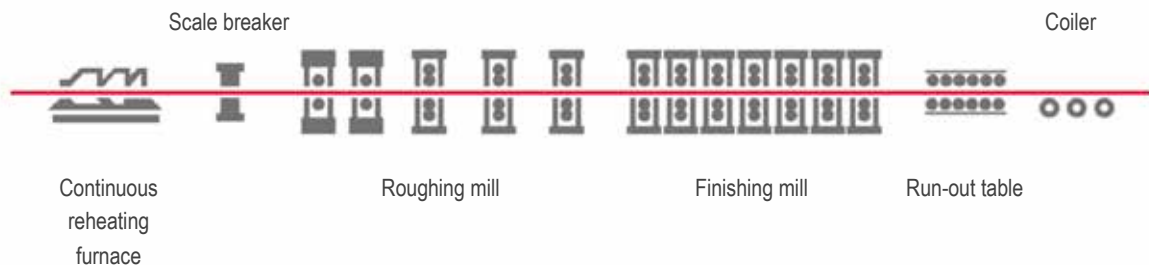 Scale breaker
Coiler
Continuous
reheating
furnace
Roughing mill
Finishing mill
Run-out table